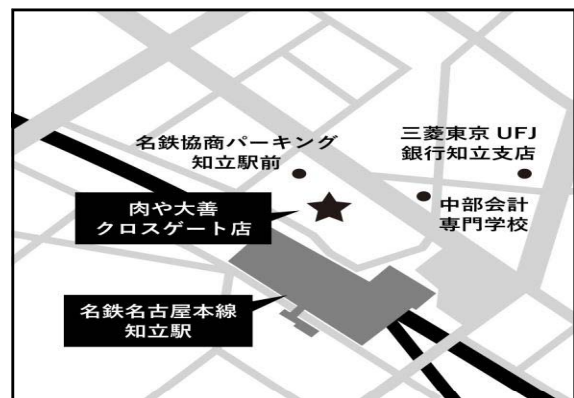 名鉄協商パーキング
知立駅前
三菱東京 UFJ
銀行知立支店
肉や大善
クロスゲート店
中部会計
専門学校
名鉄名古屋本線
知立駅